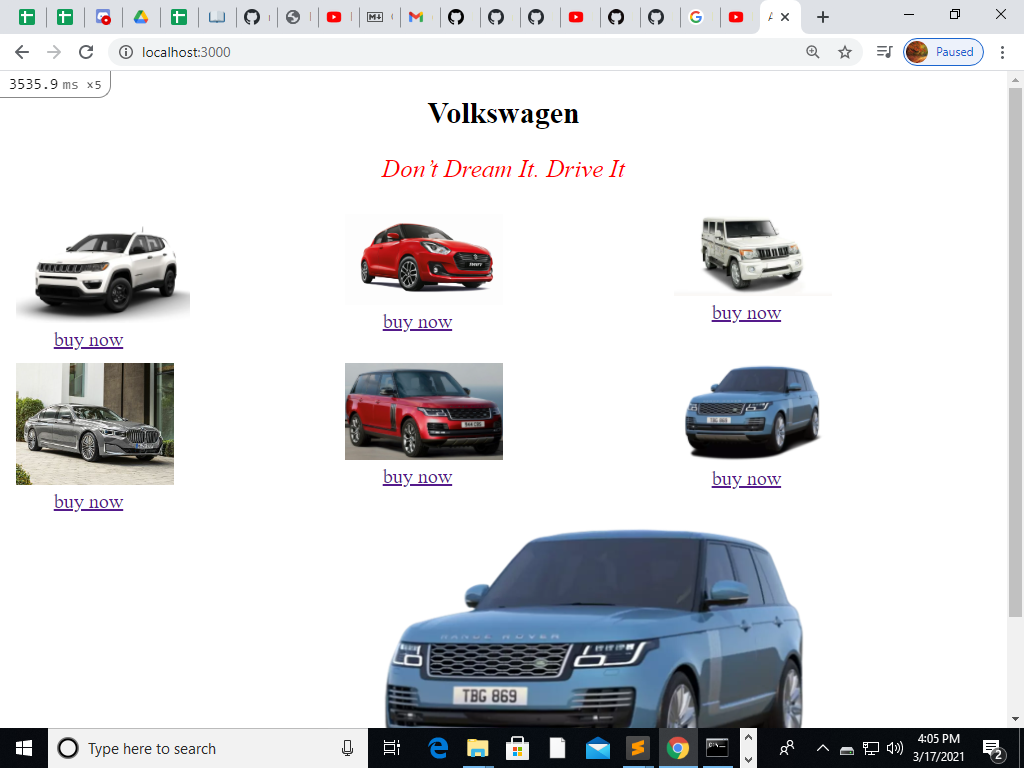 localhost:3000
Paused
3535.9 ms ×5
Volkswagen
Don't Dream It. Drive It
buy now
buy now
buy now
buy now
buy now
buy now
RANGE ROVER
TBG 869
Type here to search
4:05 PM
3/17/2021
2